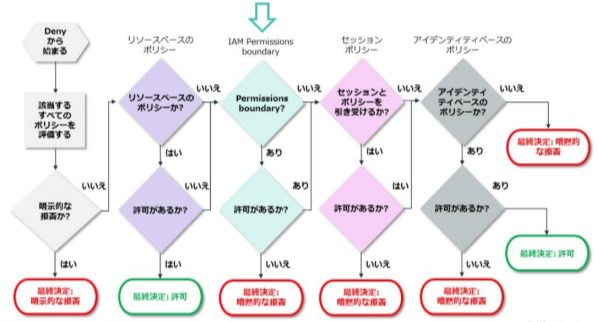 Deny
から
始まる
該当する
すべての
ポリシーを
評価する
明示的な
拒否か?
いいえ
はい
最終決定:
明示的な拒否
リソースベースの
ポリシー
リソースベースの
ポリシーか?
いいえ
はい
許可があるか?
いいえ
はい
最終決定: 許可
IAM Permissions
boundary
Permissions
boundary?
いいえ
あり
許可があるか?
あり
いいえ
最終決定:
暗黙的な拒否
セッション
ポリシー
セッションと
ポリシーを
引き受けるか?
いいえ
はい
許可があるか?
はい
いいえ
最終決定:
暗黙的な拒否
アイデンティティベースの
ポリシー
アイデンティ
ティベースの
ポリシーか?
いいえ
あり
最終決定: 暗黙的
な拒否
許可があるか?
あり
最終決定: 許可
いいえ
最終決定:
暗黙的な拒否